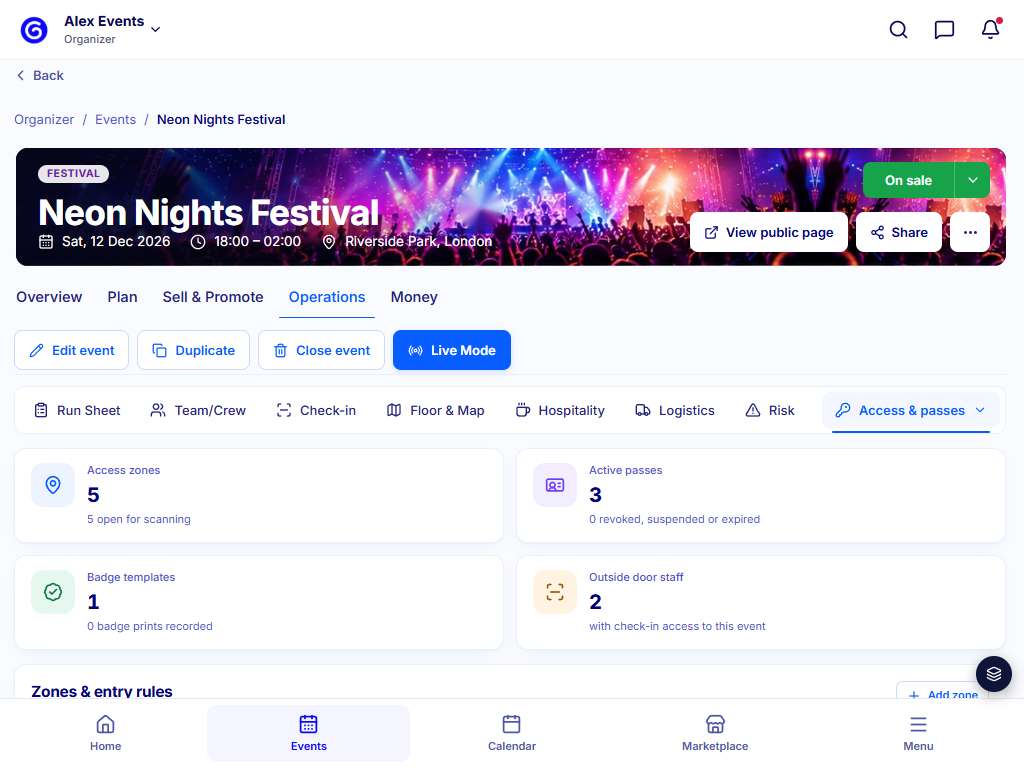 Alex Events
Organizer
Back
Organizer / Events / Neon Nights Festival
FESTIVAL
On sale
Neon Nights Festival
Sat, 12 Dec 2026 18:00 – 02:00 Riverside Park, London
View public page
Share
Overview Plan Sell & Promote Operations Money
Edit event Duplicate Close event Live Mode
Run Sheet Team/Crew Check-in Floor & Map Hospitality Logistics Risk Access & passes
Access zones
5
5 open for scanning
Active passes
3
0 revoked, suspended or expired
Badge templates
1
0 badge prints recorded
Outside door staff
2
with check-in access to this event
Zones & entry rules
Add zone
Home Events Calendar Marketplace Menu